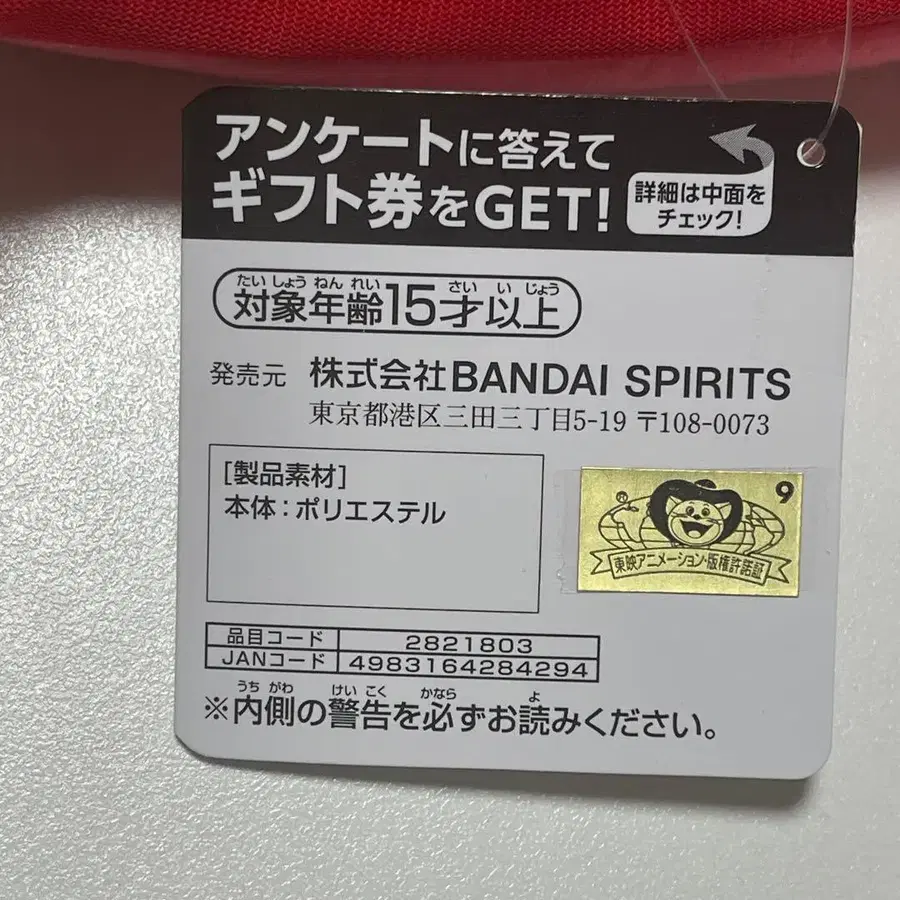 アンケートに答えて
ギフト券をGET!
詳細は中面を
チェック!
たいしょうねんれい さい いじょう
対象年齢15才以上
発売元 株式会社BANDAI SPIRITS
東京都港区三田三丁目5-19 〒108-0073
[製品素材]
本体:ポリエステル
9
東映アニメーション・版権許諾証
品目コード 2821803
JANコード 4983164284294
うちがわ けいこく かなら よ
※内側の警告を必ずお読みください。